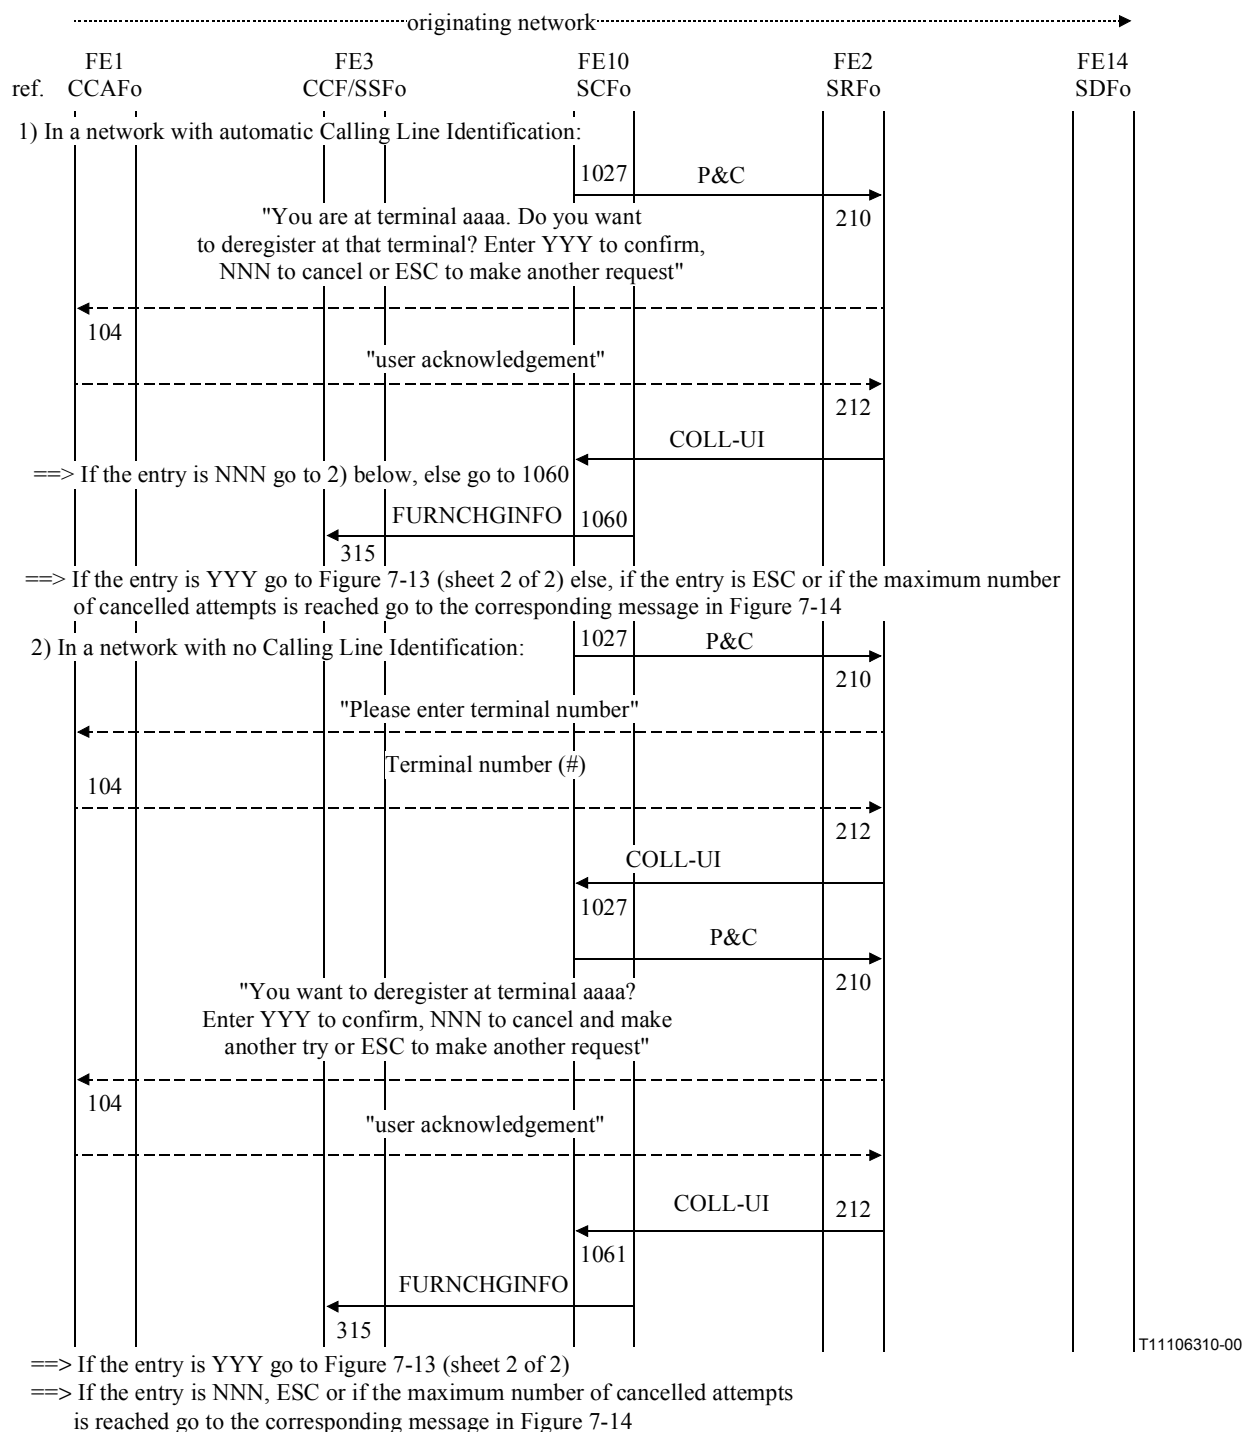 originating network
FE1 FE3 FE10 FE2 FE14
ref. CCAFo CCF/SSFo SCFo SRFo SDFo
1) In a network with automatic Calling Line Identification:
1027 P&C
210
"You are at terminal aaaa. Do you want
to deregister at that terminal? Enter YYY to confirm,
NNN to cancel or ESC to make another request"
104
"user acknowledgement"
212
COLL-UI
==> If the entry is NNN go to 2) below, else go to 1060
FURNCHGINFO 1060
315
==> If the entry is YYY go to Figure 7-13 (sheet 2 of 2) else, if the entry is ESC or if the maximum number
of cancelled attempts is reached go to the corresponding message in Figure 7-14
2) In a network with no Calling Line Identification:
1027 P&C
210
"Please enter terminal number"
Terminal number (#)
104
212
COLL-UI
1027
P&C
210
"You want to deregister at terminal aaaa?
Enter YYY to confirm, NNN to cancel and make
another try or ESC to make another request"
104
"user acknowledgement"
COLL-UI 212
1061
FURNCHGINFO
315
T11106310-00
==> If the entry is YYY go to Figure 7-13 (sheet 2 of 2)
==> If the entry is NNN, ESC or if the maximum number of cancelled attempts
is reached go to the corresponding message in Figure 7-14